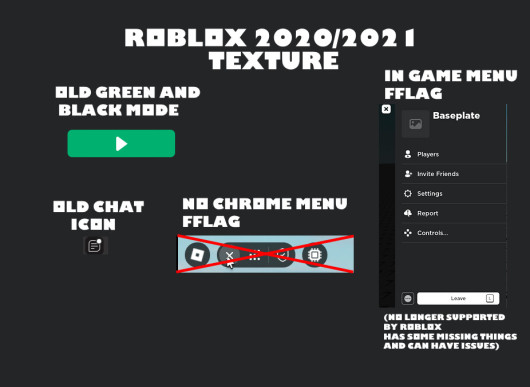 ROBLOX 2020/2021
TEXTURE
OLD GREEN AND
BLACK MODE
OLD CHAT
ICON
NO CHROME MENU
FFLAG
IN GAME MENU
FFLAG
Baseplate
Players
Invite Friends
Settings
Report
Controls...
Leave
L
(NO LONGER SUPPORTED
BY ROBLOX
HAS SOME MISSING THINGS
AND CAN HAVE ISSUES)